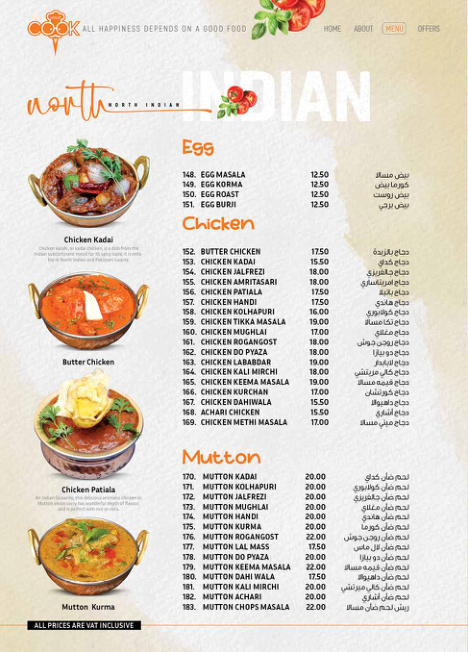 COOK ALL HAPPINESS DEPENDS ON A GOOD FOOD
HOME ABOUT MENU OFFERS
north NORTH INDIAN INDIAN
Egg
148. EGG MASALA 12.50 بيض مسالا
149. EGG KORMA 12.50 كورما بيض
150. EGG ROAST 12.50 بيض روست
151. EGG BURJI 12.50 بيض برجي
Chicken
152. BUTTER CHICKEN 17.50 دجاج بالزبدة
153. CHICKEN KADAI 15.50 دجاج كداي
154. CHICKEN JALFREZI 18.00 دجاج جالفريزي
155. CHICKEN AMRITASARI 18.00 دجاج امريتاساري
156. CHICKEN PATIALA 17.50 دجاج باتيلا
157. CHICKEN HANDI 17.50 دجاج هاندي
158. CHICKEN KOLHAPURI 16.00 دجاج كولابوري
159. CHICKEN TIKKA MASALA 19.00 دجاج تكا مسالا
160. CHICKEN MUGHLAI 17.00 دجاج مغلاي
161. CHICKEN ROGANGOST 18.00 دجاج روجن جوش
162. CHICKEN DO PYAZA 18.00 دجاج دو بيازا
163. CHICKEN LABABDAR 19.00 دجاج لابابدار
164. CHICKEN KALI MIRCHI 18.00 دجاج كالي ميرتشي
165. CHICKEN KEEMA MASALA 19.00 دجاج قيمه مسالا
166. CHICKEN KURCHAN 17.00 دجاج كورتشان
167. CHICKEN DAHIWALA 15.50 دجاج داهيوالا
168. ACHARI CHICKEN 15.50 دجاج أشاري
169. CHICKEN METHI MASALA 17.00 دجاج ميثي مسالا
Mutton
170. MUTTON KADAI 20.00 لحم ضأن كداي
171. MUTTON KOLHAPURI 20.00 لحم ضأن كولابوري
172. MUTTON JALFREZI 20.00 لحم ضأن جالفريزي
173. MUTTON MUGHLAI 20.00 لحم ضأن مغلاي
174. MUTTON HANDI 20.00 لحم ضأن هاندي
175. MUTTON KURMA 20.00 لحم ضأن كورما
176. MUTTON ROGANGOST 22.00 لحم ضأن روجن جوش
177. MUTTON LAL MASS 17.50 لحم ضأن لال ماس
178. MUTTON DO PYAZA 20.00 لحم ضأن دو بيازا
179. MUTTON KEEMA MASALA 22.00 لحم ضأن قيمه مسالا
180. MUTTON DAHI WALA 17.50 لحم ضأن داهيوالا
181. MUTTON KALI MIRCHI 20.00 لحم ضأن كالي ميرتشي
182. MUTTON ACHARI 20.00 لحم ضأن أشاري
183. MUTTON CHOPS MASALA 22.00 ريش لحم ضأن مسالا
Chicken Kadai
Butter Chicken
Chicken Patiala
Mutton Kurma
ALL PRICES ARE VAT INCLUSIVE